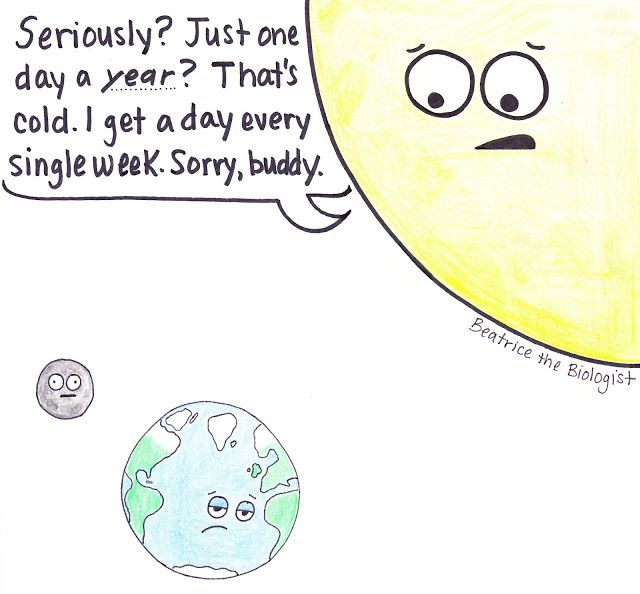 Seriously? Just one
day a year? That's
cold. I get a day every
single week. Sorry, buddy.
Beatrice the Biologist